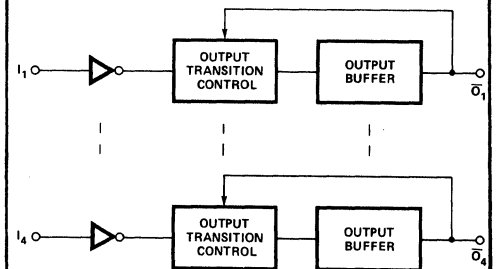 I₁
OUTPUT
TRANSITION
CONTROL
OUTPUT
BUFFER
O̅₁
I₄
OUTPUT
TRANSITION
CONTROL
OUTPUT
BUFFER
O̅₄